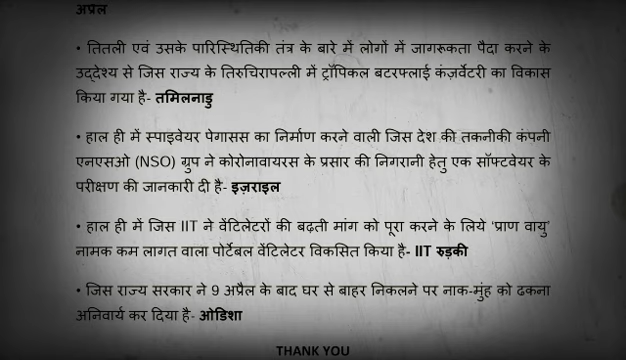 अप्रैल
• तितली एवं उसके पारिस्थितिकी तंत्र के बारे में लोगों में जागरूकता पैदा करने के
उद्देश्य से जिस राज्य के तिरुचिरापल्ली में ट्रॉपिकल बटरफ्लाई कंज़र्वेटरी का विकास
किया गया है- तमिलनाडु
• हाल ही में स्पाइवेयर पेगासस का निर्माण करने वाली जिस देश की तकनीकी कंपनी
एनएसओ (NSO) ग्रुप ने कोरोनावायरस के प्रसार की निगरानी हेतु एक सॉफ्टवेयर के
परीक्षण की जानकारी दी है- इज़राइल
• हाल ही में जिस IIT ने वेंटिलेटरों की बढ़ती मांग को पूरा करने के लिये 'प्राण वायु'
नामक कम लागत वाला पोर्टेबल वेंटिलेटर विकसित किया है- IIT रुड़की
• जिस राज्य सरकार ने 9 अप्रैल के बाद घर से बाहर निकलने पर नाक-मुंह को ढकना
अनिवार्य कर दिया है- ओडिशा
THANK YOU